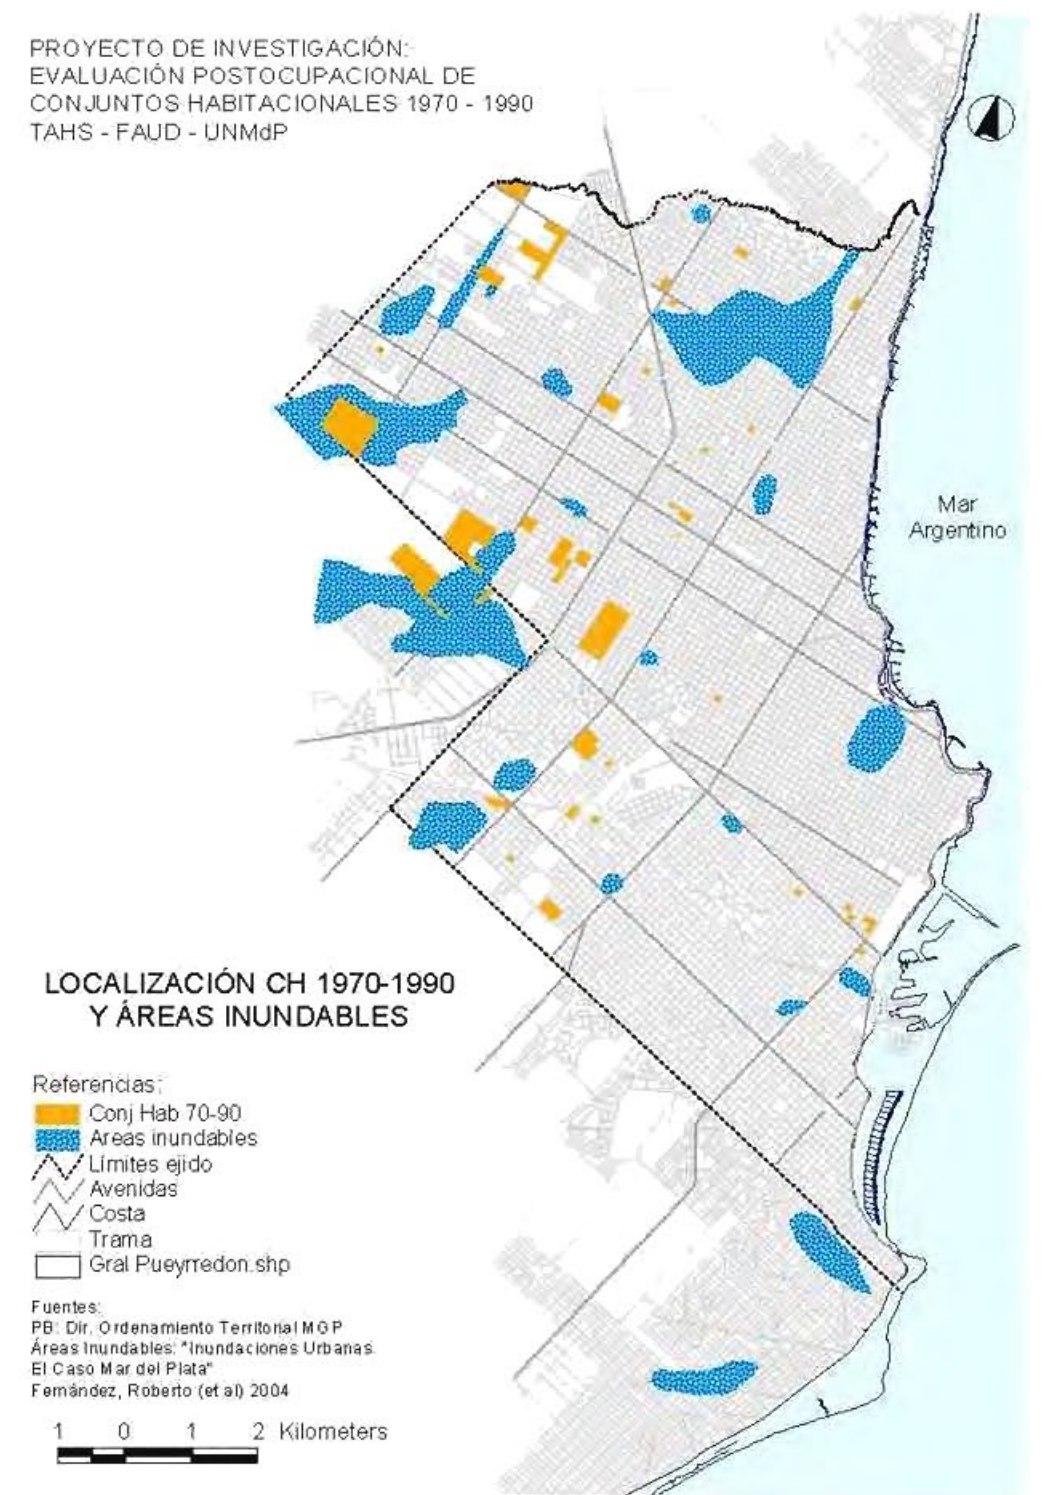 PROYECTO DE INVESTIGACIÓN:
EVALUACIÓN POSTOCUPACIONAL DE
CONJUNTOS HABITACIONALES 1970 - 1990
TAHS - FAUD - UNMdP
Mar
Argentino
LOCALIZACIÓN CH 1970-1990
Y ÁREAS INUNDABLES
Referencias:
Conj Hab 70-90
Areas inundables
Límites ejido
Avenidas
Costa
Trama
Gral Pueyrredon.shp
Fuentes:
PB: Dir. Ordenamiento Territorial MGP
Áreas Inundables: "Inundaciones Urbanas.
El Caso Mar del Plata"
Fernández, Roberto (et al) 2004
1 0 1 2 Kilometers